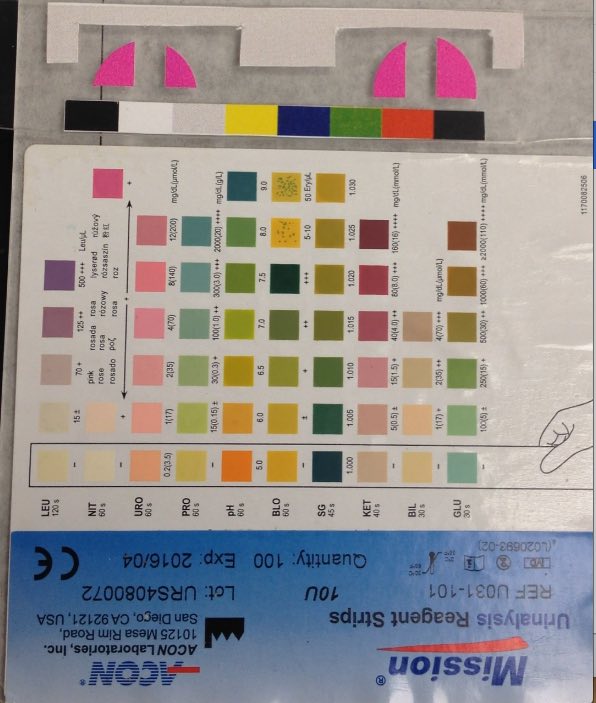 LEU 120 s
– 15 ± 70 + 125 ++ 500 +++ Leu/µL
NIT 60 s
– +
pink rosada rosa lyserød růžový
rose rosa rózowy rózsaszín 粉紅
rosado rosa roz
+
URO 60 s
0.2(3.5) 1(17) 2(35) 4(70) 8(140) 12(200) mg/dL(µmol/L)
PRO 60 s
– 15(0.15) ± 30(0.3) + 100(1.0) ++ 300(3.0) +++ 2000(20) ++++ mg/dL(g/L)
pH 60 s
5.0 6.0 6.5 7.0 7.5 8.0 9.0
BLO 60 s
– ± + ++ +++ 5-10 50 Ery/µL
SG 45 s
1.000 1.005 1.010 1.015 1.020 1.025 1.030
KET 40 s
– 5(0.5) ± 15(1.5) + 40(4.0) ++ 80(8.0) +++ 160(16) ++++ mg/dL(mmol/L)
BIL 30 s
– 1(17) + 2(35) ++ 4(70) +++ mg/dL(µmol/L)
GLU 30 s
– 100(5) ± 250(15) + 500(30) ++ 1000(60) +++ ≥2000(110) ++++ mg/dL(mmol/L)
1170082506
Mission®
Urinalysis Reagent Strips
REF U031-101
10U
Quantity: 100
(L020693-02)
IVD
ACON®
ACON Laboratories, Inc.
10125 Mesa Rim Road,
San Diego, CA 92121, USA
Lot: URS4080072
Exp: 2016/04
CE